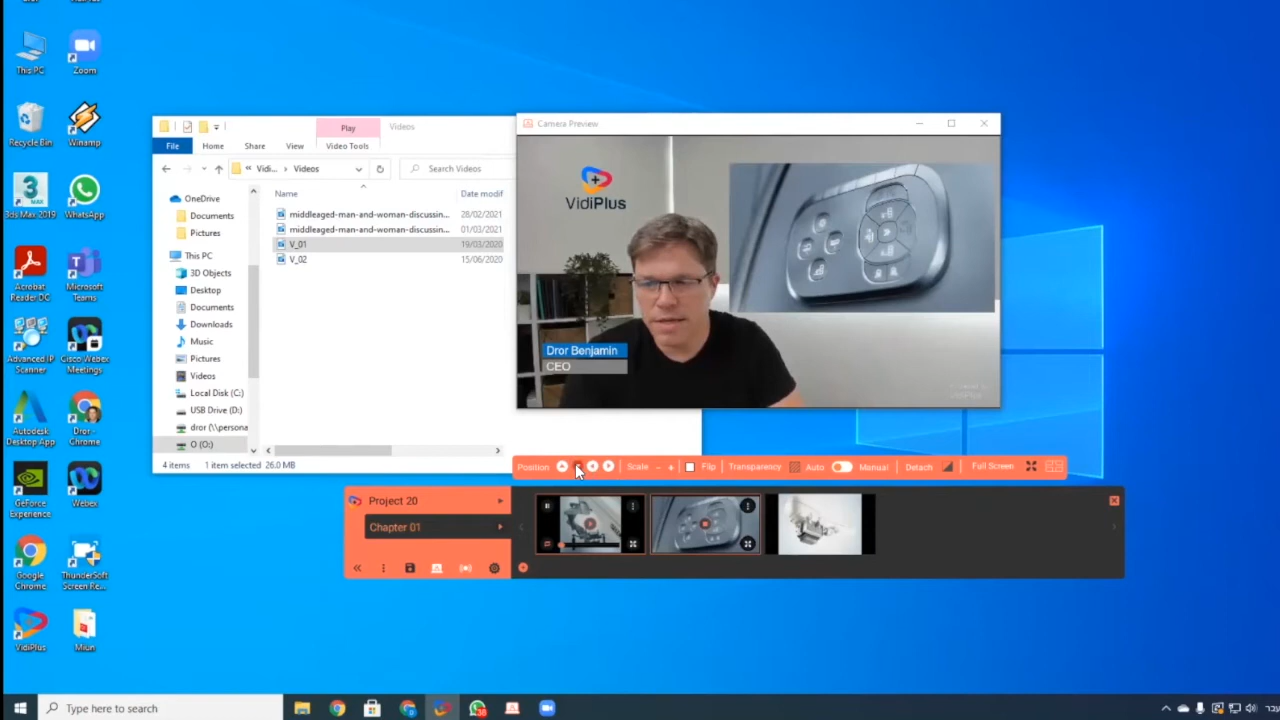 This PC
Zoom
Recycle Bin
Winamp
3ds Max 2019
WhatsApp
Acrobat
Reader DC
Microsoft
Teams
Advanced IP
Scanner
Cisco Webex
Meetings
Autodesk
Desktop App
Dror -
Chrome
GeForce
Experience
Webex
Google
Chrome
ThunderSoft
Screen Re...
VidiPlus
Miun
Play
Videos
File
Home
Share
View
Video Tools
Vidi...
Videos
Search Videos
Name
Date modif
OneDrive
Documents
Pictures
This PC
3D Objects
Desktop
Documents
Downloads
Music
Pictures
Videos
Local Disk (C:)
USB Drive (D:)
dror (\\persona
O (O:)
middleaged-man-and-woman-discussin... 28/02/2021
middleaged-man-and-woman-discussin... 01/03/2021
V_01 19/03/2020
V_02 15/06/2020
4 items 1 item selected 26.0 MB
Camera Preview
VidiPlus
Dror Benjamin
CEO
Position Scale - + Flip Transparency Auto Manual Detach Full Screen
Project 20
Chapter 01
Type here to search
38